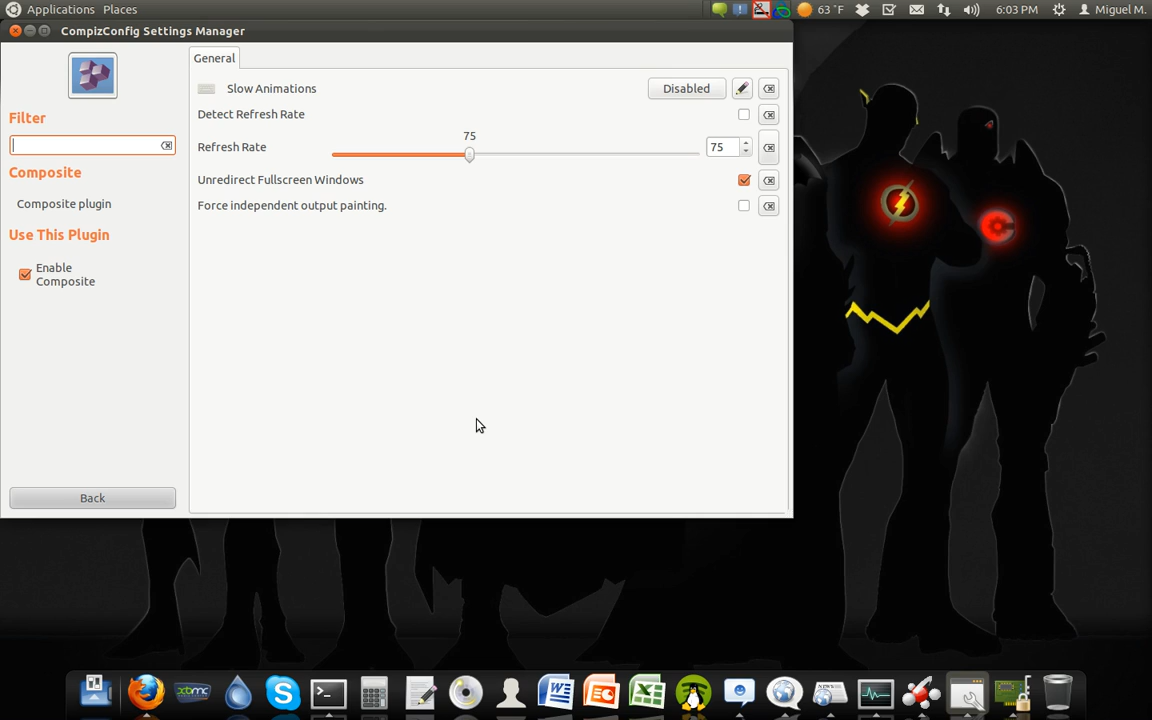 Applications Places
63 °F
6:03 PM
Miguel M.
CompizConfig Settings Manager
General
Slow Animations
Disabled
Detect Refresh Rate
75
Refresh Rate
75
Unredirect Fullscreen Windows
Force independent output painting.
Filter
Composite
Composite plugin
Use This Plugin
Enable
Composite
Back
xbmc